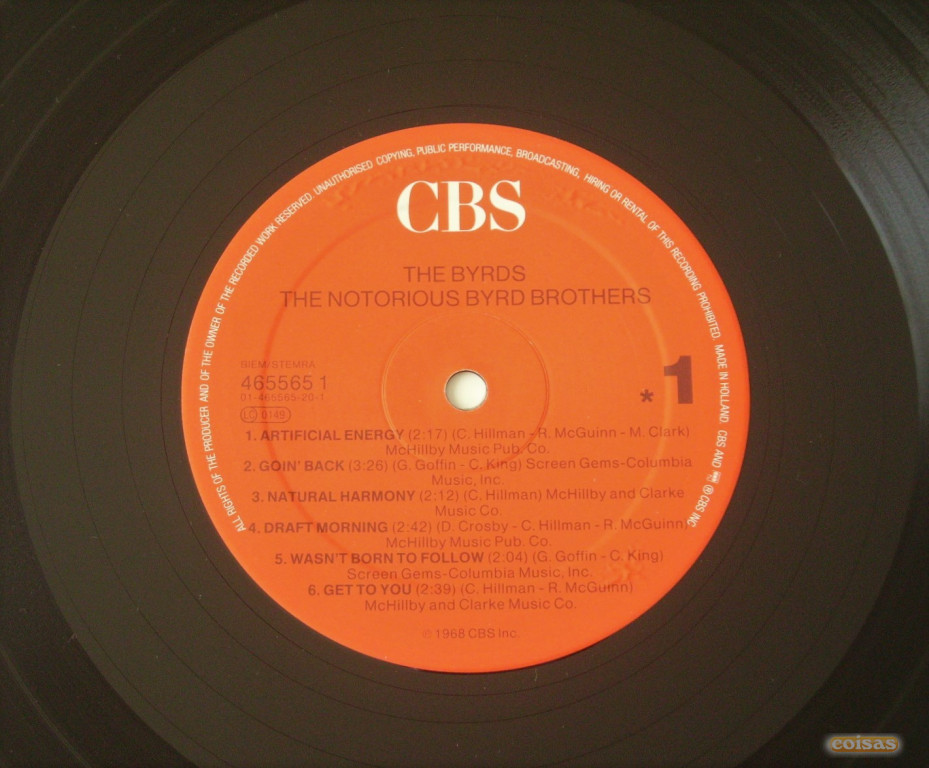 ALL RIGHTS OF THE PRODUCER AND OF THE OWNER OF THE RECORDED WORK RESERVED. UNAUTHORISED COPYING, PUBLIC PERFORMANCE, BROADCASTING, HIRING OR RENTAL OF THIS RECORDING PROHIBITED. MADE IN HOLLAND. CBS AND ℗ CBS INC.
CBS
THE BYRDS
THE NOTORIOUS BYRD BROTHERS
BIEM/STEMRA
465565 1
01-465565-20-1
LC 0149
* 1
1. ARTIFICIAL ENERGY (2:17) (C. Hillman - R. McGuinn - M. Clark)
McHillby Music Pub. Co.
2. GOIN' BACK (3:26) (G. Goffin - C. King) Screen Gems-Columbia
Music, Inc.
3. NATURAL HARMONY (2:12) (C. Hillman) McHillby and Clarke
Music Co.
4. DRAFT MORNING (2:42) (D. Crosby - C. Hillman - R. McGuinn)
McHillby Music Pub. Co.
5. WASN'T BORN TO FOLLOW (2:04) (G. Goffin - C. King)
Screen Gems-Columbia Music, Inc.
6. GET TO YOU (2:39) (C. Hillman - R. McGuinn)
McHillby and Clarke Music Co.
℗ 1968 CBS Inc.
coisas